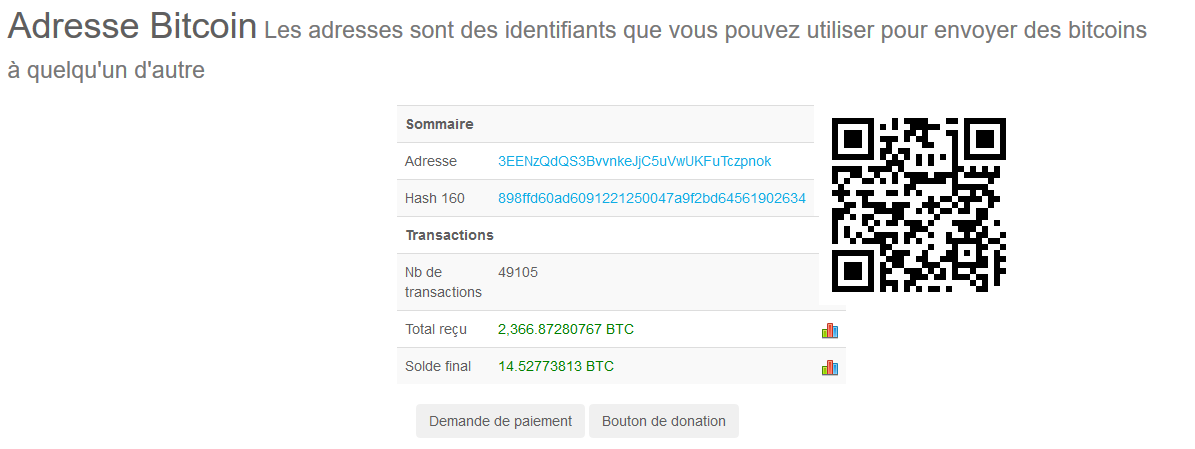 Adresse Bitcoin Les adresses sont des identifiants que vous pouvez utiliser pour envoyer des bitcoins
à quelqu'un d'autre
Sommaire
Adresse 3EENzQdQS3BvvnkeJjC5uVwUKFuTczpnok
Hash 160 898ffd60ad6091221250047a9f2bd64561902634
Transactions
Nb de 49105
transactions
Total reçu 2,366.87280767 BTC
Solde final 14.52773813 BTC
Demande de paiement Bouton de donation